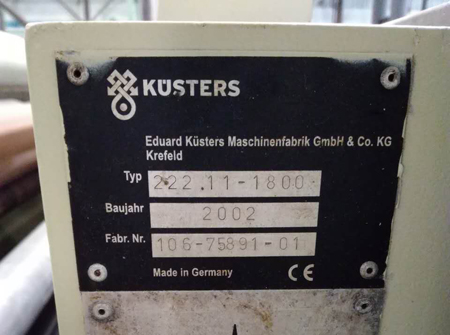 KÜSTERS
Eduard Küsters Maschinenfabrik GmbH & Co. KG
Krefeld
Typ 222.11-1800
Baujahr 2002
Fabr. Nr. 106-75891-01
Made in Germany CE